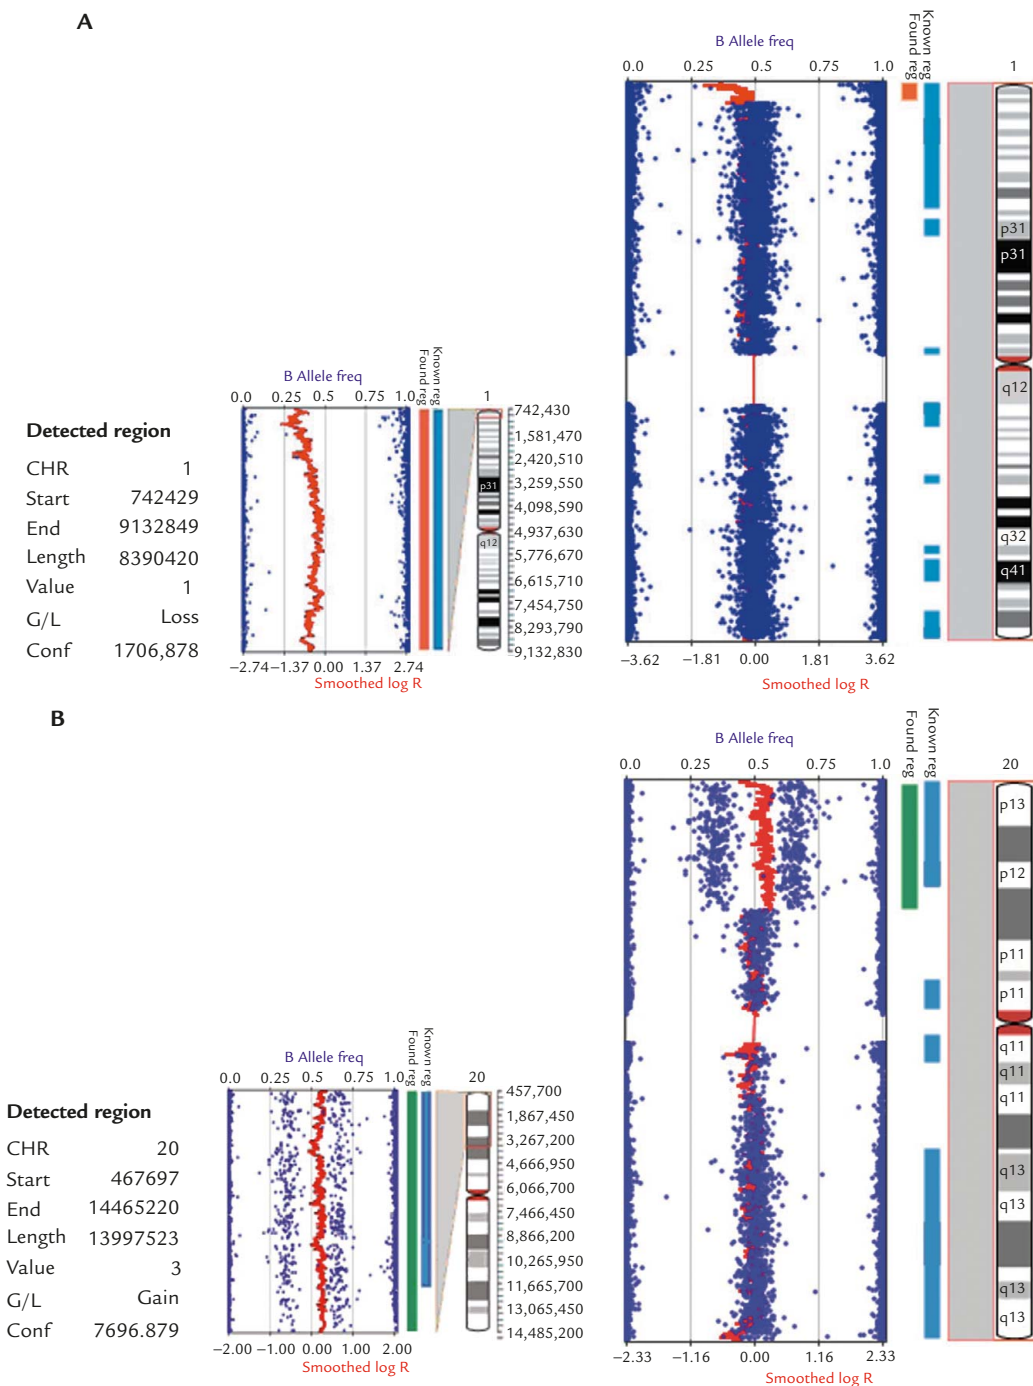 A
B Allele freq
0.0 0.25 0.5 0.75 1.0
Found reg
Known reg
1
p31
p31
q12
q32
q41
−3.62 −1.81 0.00 1.81 3.62
Smoothed log R
Detected region
CHR 1
Start 742429
End 9132849
Length 8390420
Value 1
G/L Loss
Conf 1706,878
B Allele freq
0.0 0.25 0.5 0.75 1.0
Found reg
Known reg
1
p31
q12
742,430
1,581,470
2,420,510
3,259,550
4,098,590
4,937,630
5,776,670
6,615,710
7,454,750
8,293,790
9,132,830
−2.74 −1.37 0.00 1.37 2.74
Smoothed log R
B
B Allele freq
0.0 0.25 0.5 0.75 1.0
Found reg
Known reg
20
p13
p12
p11
p11
q11
q11
q11
q13
q13
q13
q13
−2.33 −1.16 0.00 1.16 2.33
Smoothed log R
Detected region
CHR 20
Start 467697
End 14465220
Length 13997523
Value 3
G/L Gain
Conf 7696.879
B Allele freq
0.0 0.25 0.5 0.75 1.0
Found reg
Known reg
20
457,700
1,867,450
3,267,200
4,666,950
6,066,700
7,466,450
8,866,200
10,265,950
11,665,700
13,065,450
14,485,200
−2.00 −1.00 0.00 1.00 2.00
Smoothed log R